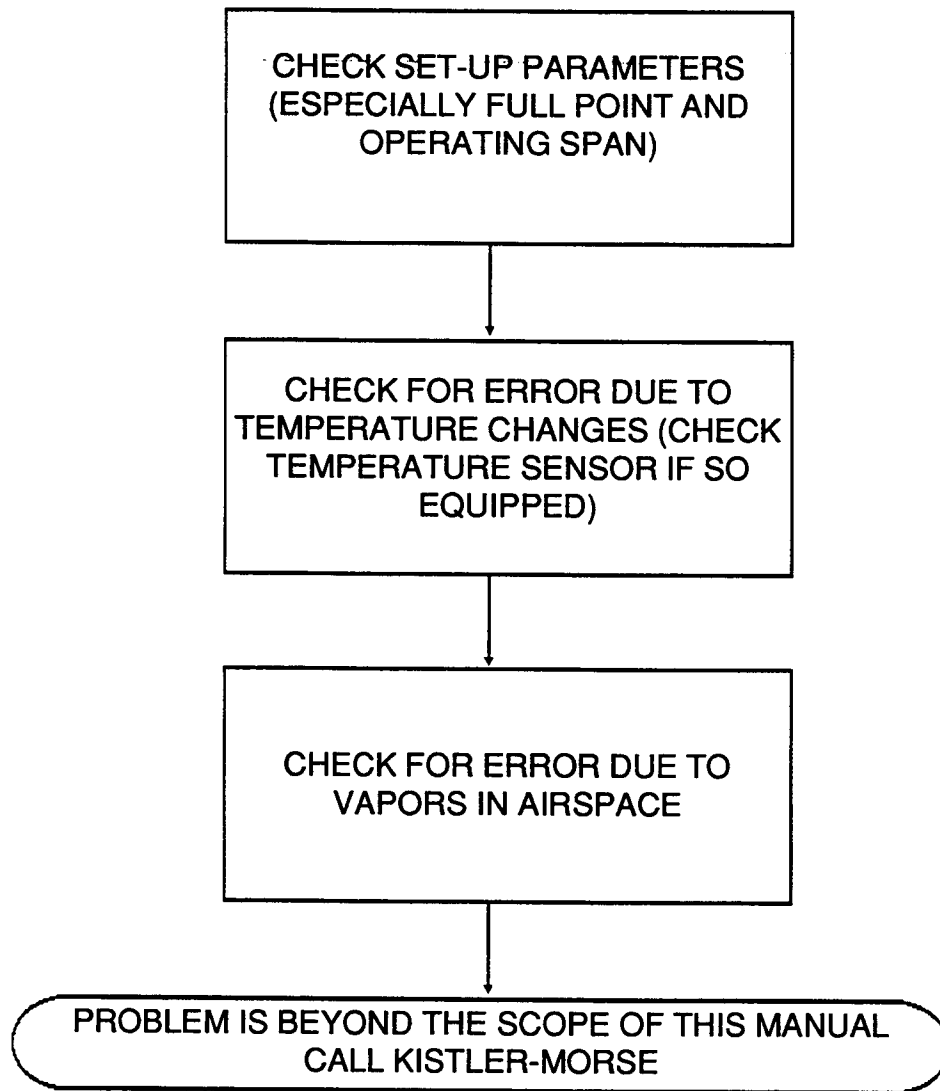 CHECK SET-UP PARAMETERS
(ESPECIALLY FULL POINT AND
OPERATING SPAN)
CHECK FOR ERROR DUE TO
TEMPERATURE CHANGES (CHECK
TEMPERATURE SENSOR IF SO
EQUIPPED)
CHECK FOR ERROR DUE TO
VAPORS IN AIRSPACE
PROBLEM IS BEYOND THE SCOPE OF THIS MANUAL
CALL KISTLER-MORSE